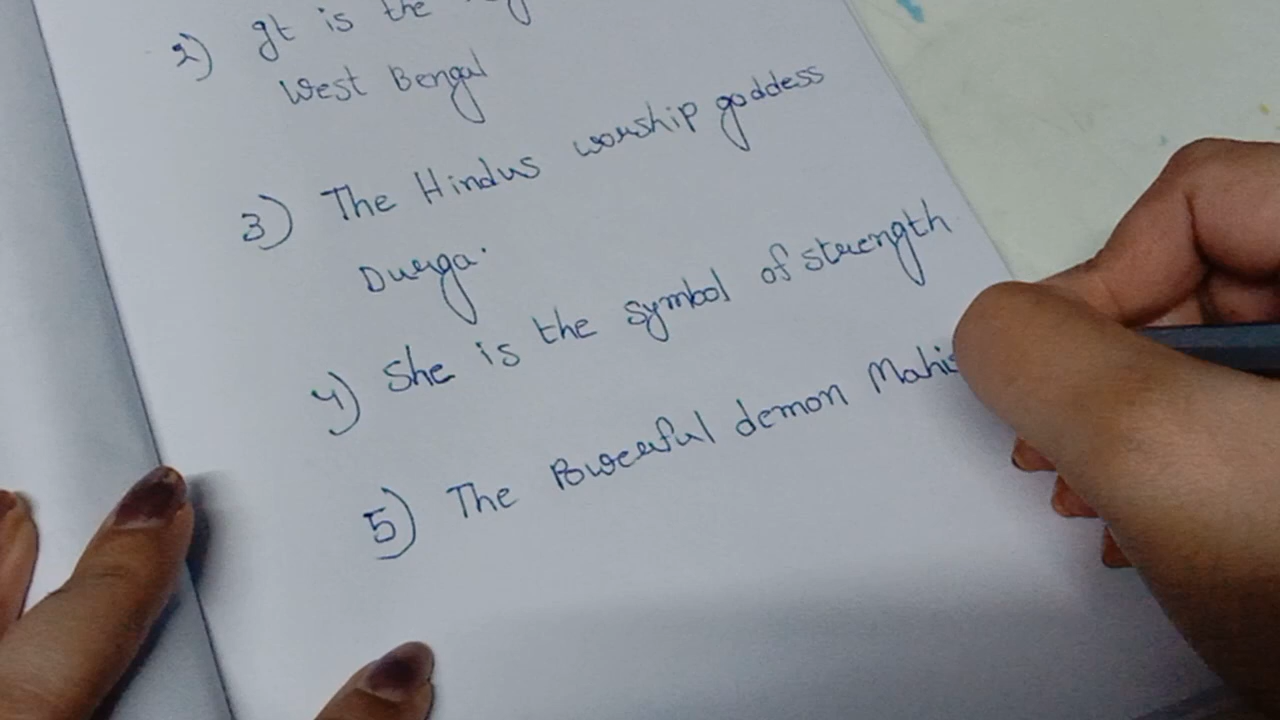 2) It is the
West Bengal
3) The Hindus worship goddess
Durga.
4) She is the symbol of strength
5) The Powerful demon Mahis